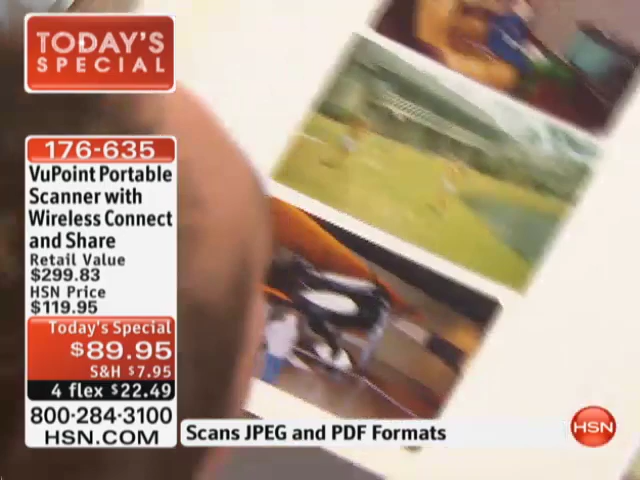 TODAY'S
SPECIAL
176-635
VuPoint Portable
Scanner with
Wireless Connect
and Share
Retail Value
$299.83
HSN Price
$119.95
Today's Special
$89.95
S&H $7.95
4 flex $22.49
800-284-3100
HSN.COM
Scans JPEG and PDF Formats
HSN